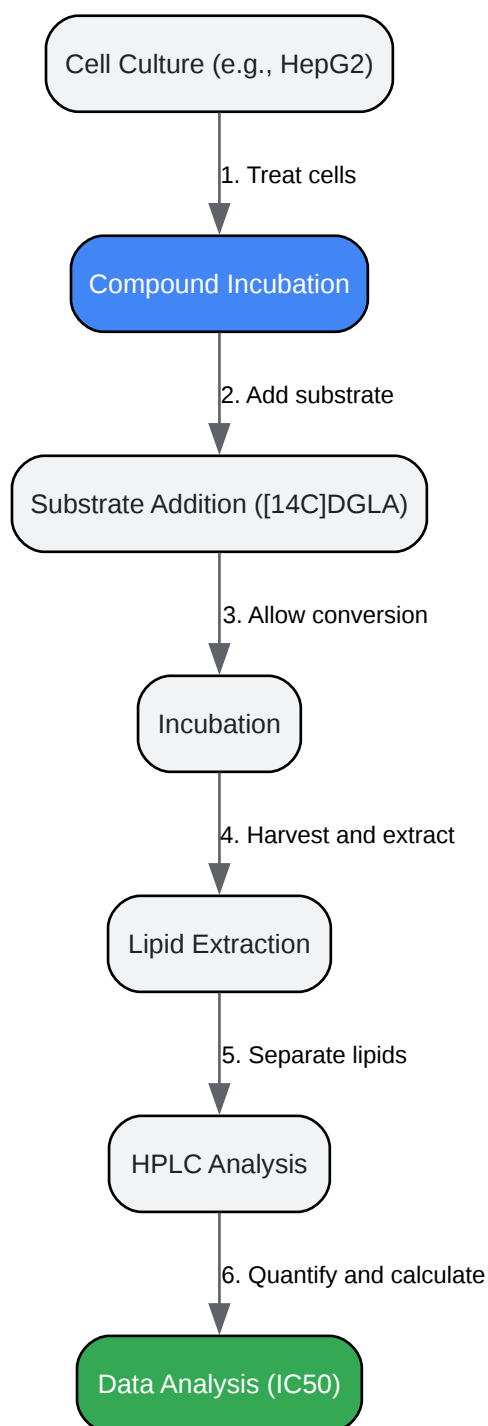 Cell Culture (e.g., HepG2)
1. Treat cells
Compound Incubation
2. Add substrate
Substrate Addition ([14C]DGLA)
3. Allow conversion
Incubation
4. Harvest and extract
Lipid Extraction
5. Separate lipids
HPLC Analysis
6. Quantify and calculate
Data Analysis (IC50)